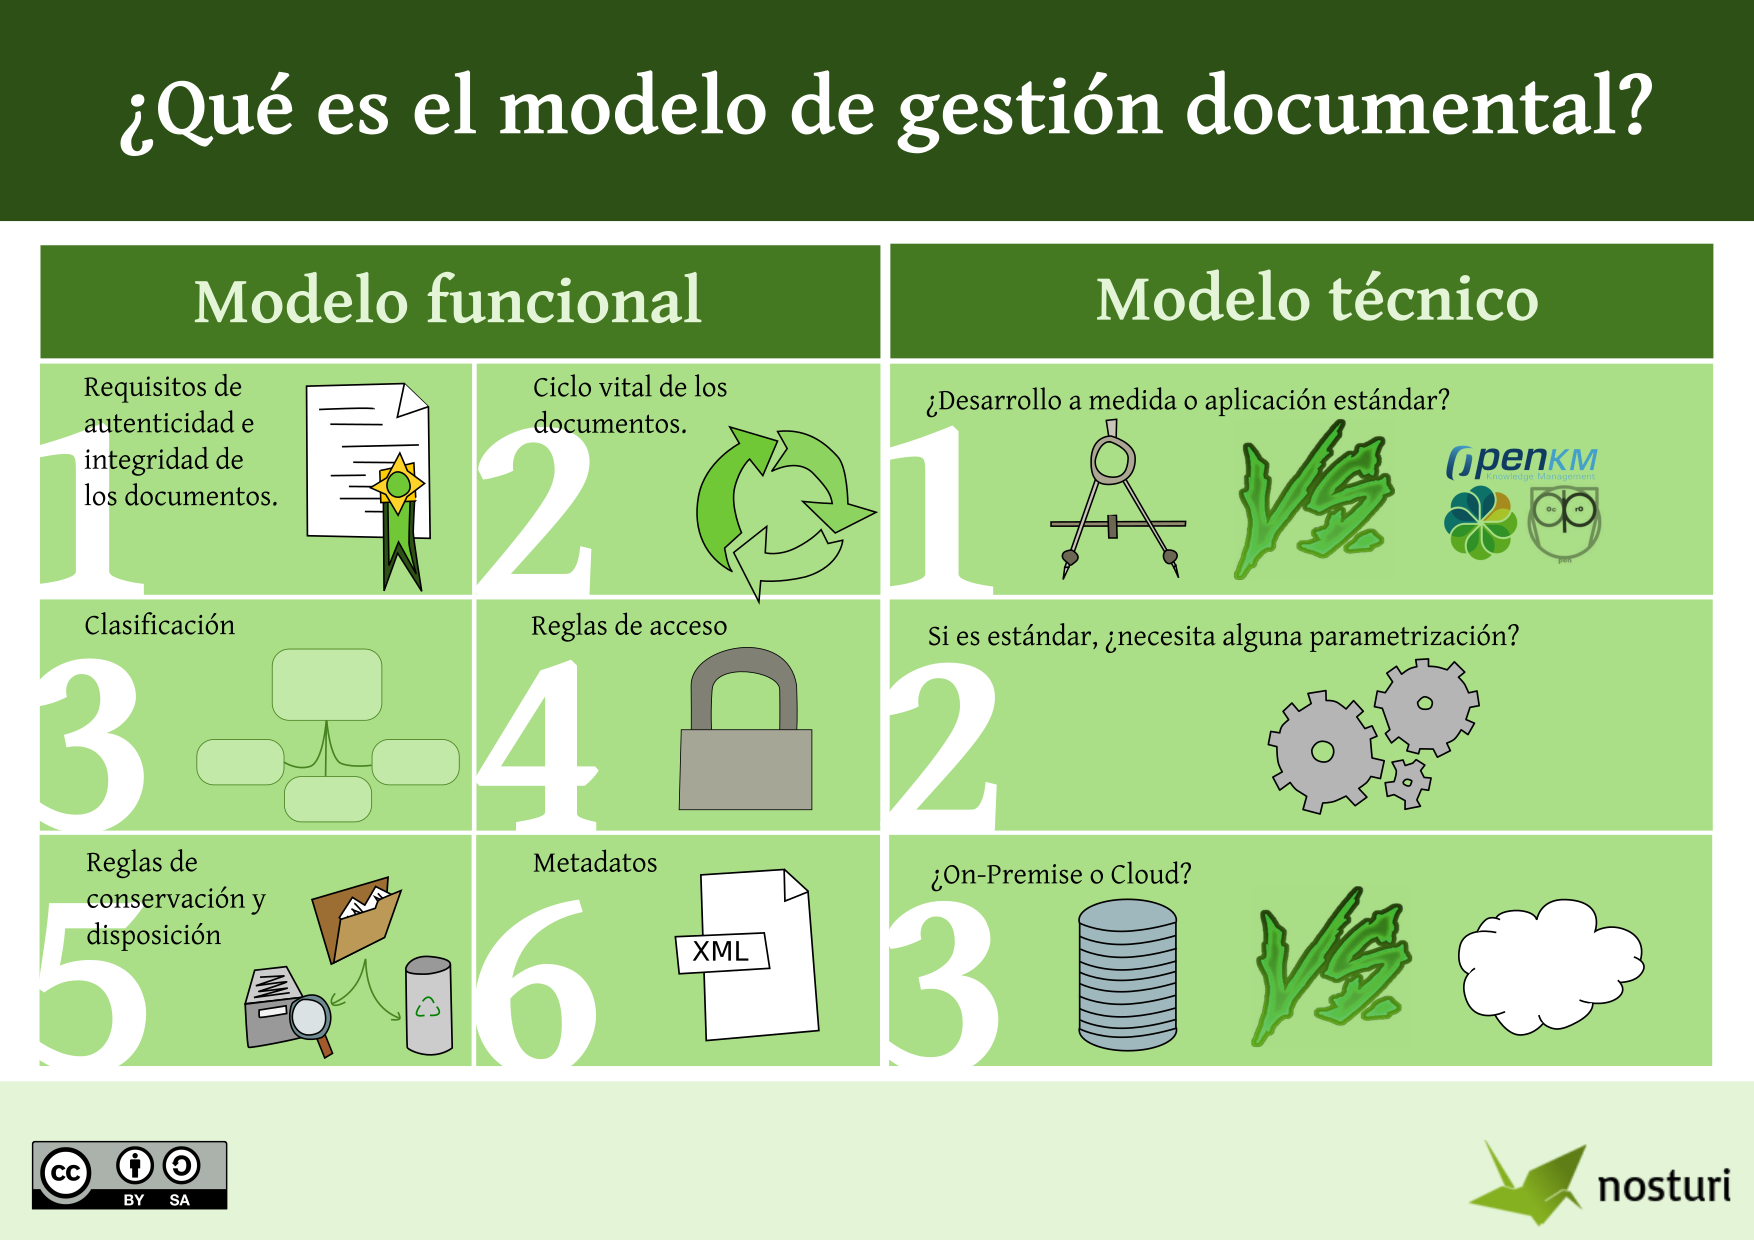 ¿Qué es el modelo de gestión documental?
Modelo funcional
1
Requisitos de
autenticidad e
integridad de
los documentos.
2
Ciclo vital de los
documentos.
3
Clasificación
4
Reglas de acceso
5
Reglas de
conservación y
disposición
6
Metadatos
XML
Modelo técnico
1
¿Desarrollo a medida o aplicación estándar?
VS.
OpenKM
Knowledge Management
2
Si es estándar, ¿necesita alguna parametrización?
3
¿On-Premise o Cloud?
VS.
cc
BY SA
nosturi